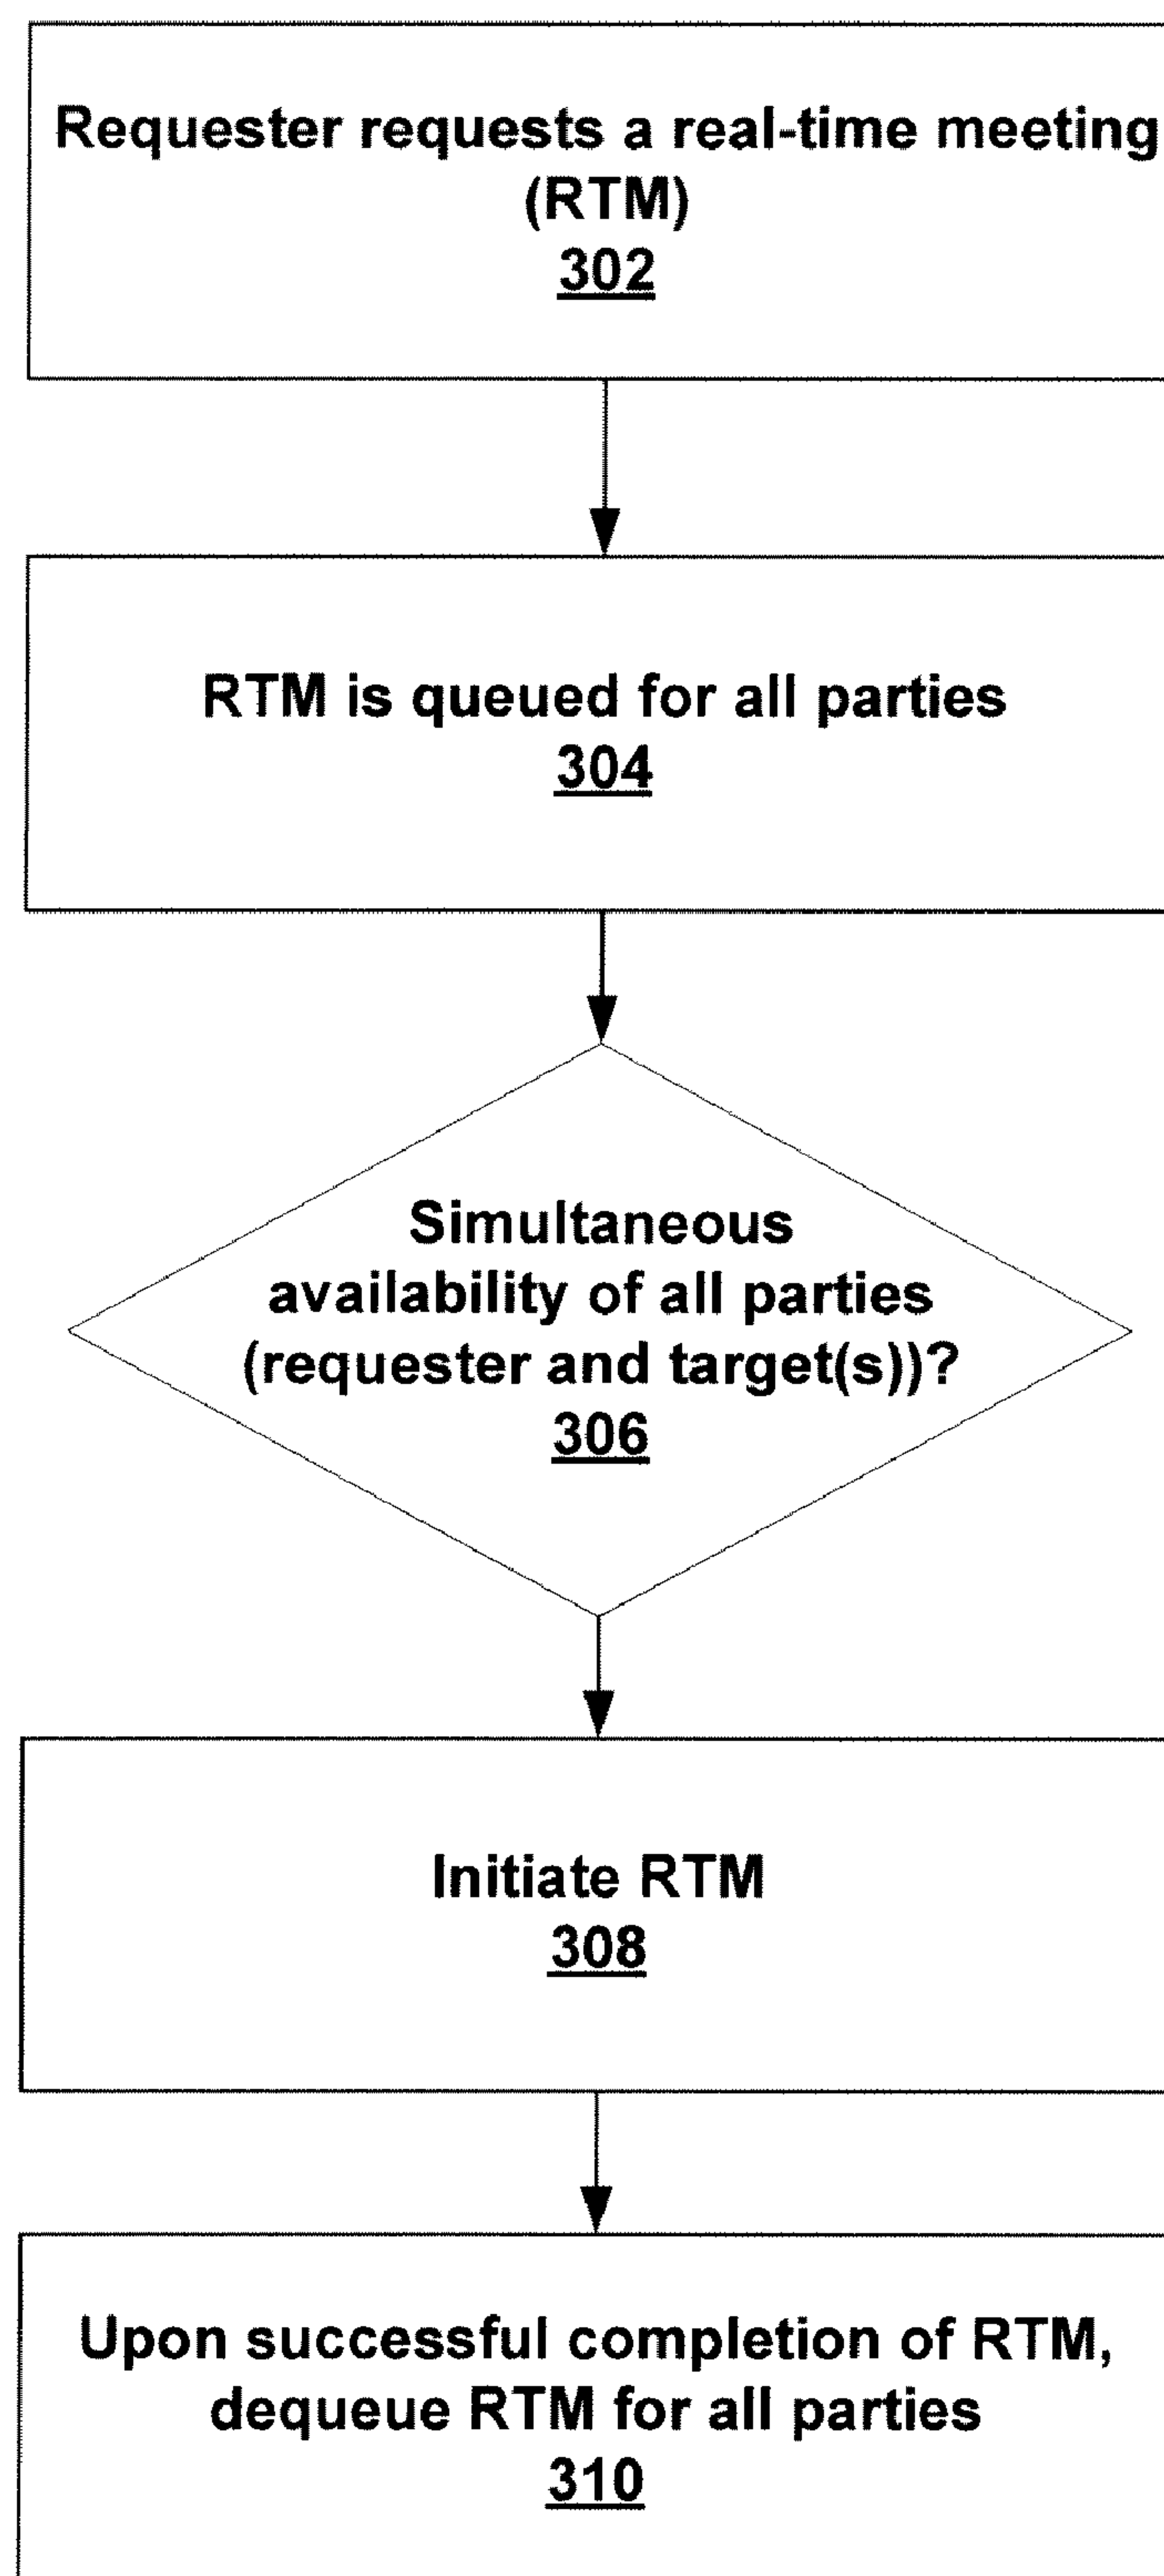 Requester requests a real-time meeting
(RTM)
302
RTM is queued for all parties
304
Simultaneous
availability of all parties
(requester and target(s))?
306
Initiate RTM
308
Upon successful completion of RTM,
dequeue RTM for all parties
310